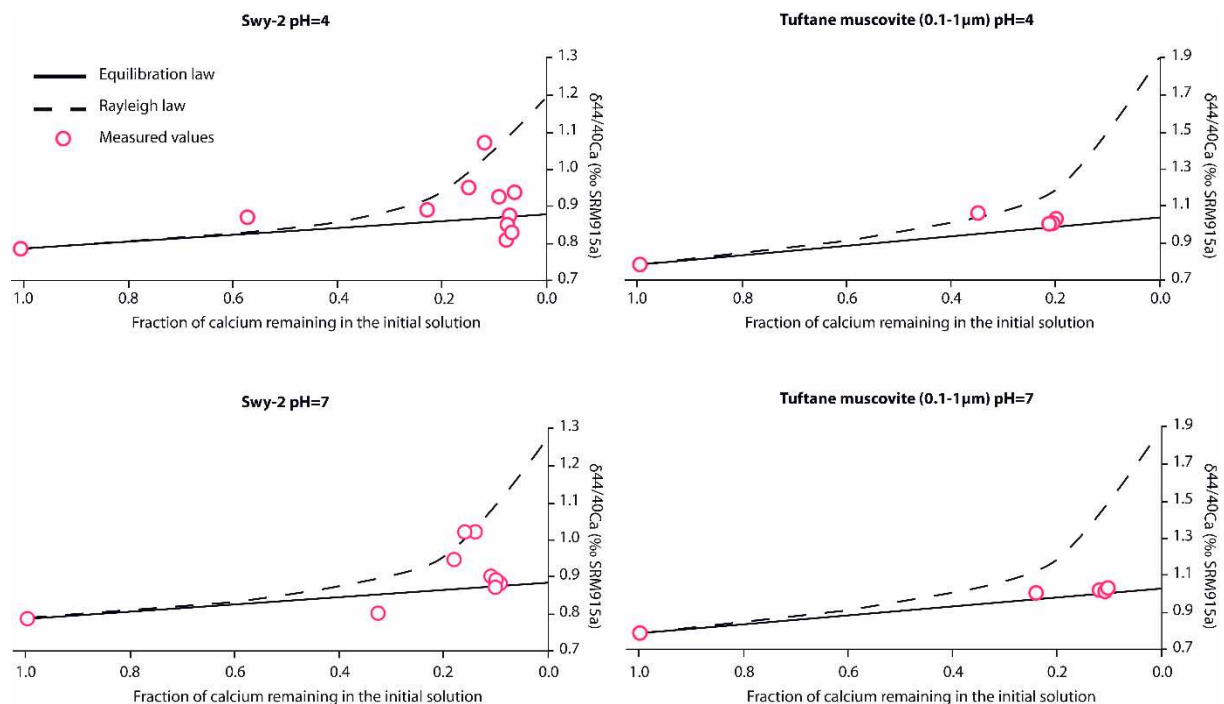 Swy-2 pH=4
Equilibration law
Rayleigh law
Measured values
1.3
1.2
1.1
1.0
0.9
0.8
0.7
δ44/40Ca (‰ SRM915a)
1.0 0.8 0.6 0.4 0.2 0.0
Fraction of calcium remaining in the initial solution
Tuftane muscovite (0.1-1µm) pH=4
1.9
1.7
1.5
1.3
1.1
0.9
0.7
δ44/40Ca (‰ SRM915a)
1.0 0.8 0.6 0.4 0.2 0.0
Fraction of calcium remaining in the initial solution
Swy-2 pH=7
1.3
1.2
1.1
1.0
0.9
0.8
0.7
δ44/40Ca (‰ SRM915a)
1.0 0.8 0.6 0.4 0.2 0.0
Fraction of calcium remaining in the initial solution
Tuftane muscovite (0.1-1µm) pH=7
1.9
1.7
1.5
1.3
1.1
0.9
0.7
δ44/40Ca (‰ SRM915a)
1.0 0.8 0.6 0.4 0.2 0.0
Fraction of calcium remaining in the initial solution